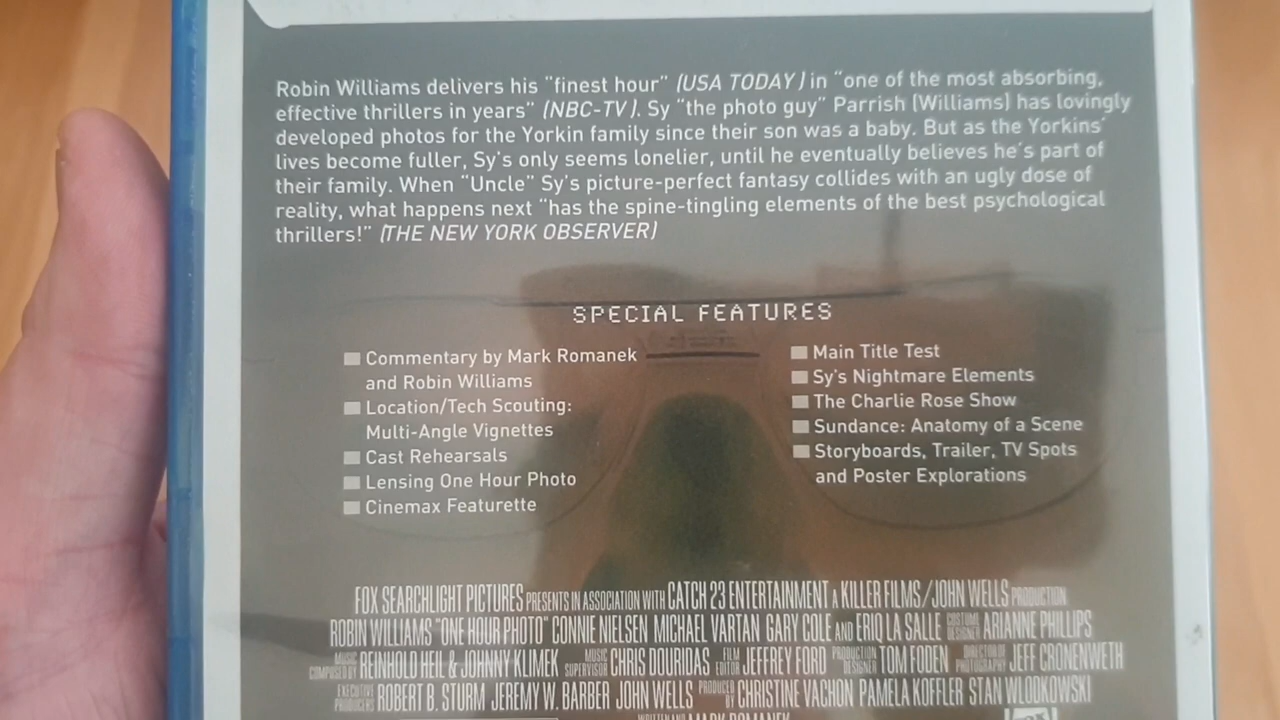 Robin Williams delivers his "finest hour" (USA TODAY) in "one of the most absorbing,
effective thrillers in years" (NBC-TV). Sy "the photo guy" Parrish (Williams) has lovingly
developed photos for the Yorkin family since their son was a baby. But as the Yorkins'
lives become fuller, Sy's only seems lonelier, until he eventually believes he's part of
their family. When "Uncle" Sy's picture-perfect fantasy collides with an ugly dose of
reality, what happens next "has the spine-tingling elements of the best psychological
thrillers!" (THE NEW YORK OBSERVER)
SPECIAL FEATURES
Commentary by Mark Romanek
and Robin Williams
Location/Tech Scouting:
Multi-Angle Vignettes
Cast Rehearsals
Lensing One Hour Photo
Cinemax Featurette
Main Title Test
Sy's Nightmare Elements
The Charlie Rose Show
Sundance: Anatomy of a Scene
Storyboards, Trailer, TV Spots
and Poster Explorations
FOX SEARCHLIGHT PICTURES PRESENTS IN ASSOCIATION WITH CATCH 23 ENTERTAINMENT A KILLER FILMS/JOHN WELLS PRODUCTION
ROBIN WILLIAMS "ONE HOUR PHOTO" CONNIE NIELSEN MICHAEL VARTAN GARY COLE AND ERIQ LA SALLE COSTUME DESIGNER ARIANNE PHILLIPS
MUSIC COMPOSED BY REINHOLD HEIL & JOHNNY KLIMEK MUSIC SUPERVISOR CHRIS DOURIDAS FILM EDITOR JEFFREY FORD PRODUCTION DESIGNER TOM FODEN DIRECTOR OF PHOTOGRAPHY JEFF CRONENWETH
EXECUTIVE PRODUCERS ROBERT B. STURM JEREMY W. BARBER JOHN WELLS PRODUCED BY CHRISTINE VACHON PAMELA KOFFLER STAN WLODKOWSKI
WRITTEN AND MARK ROMANEK